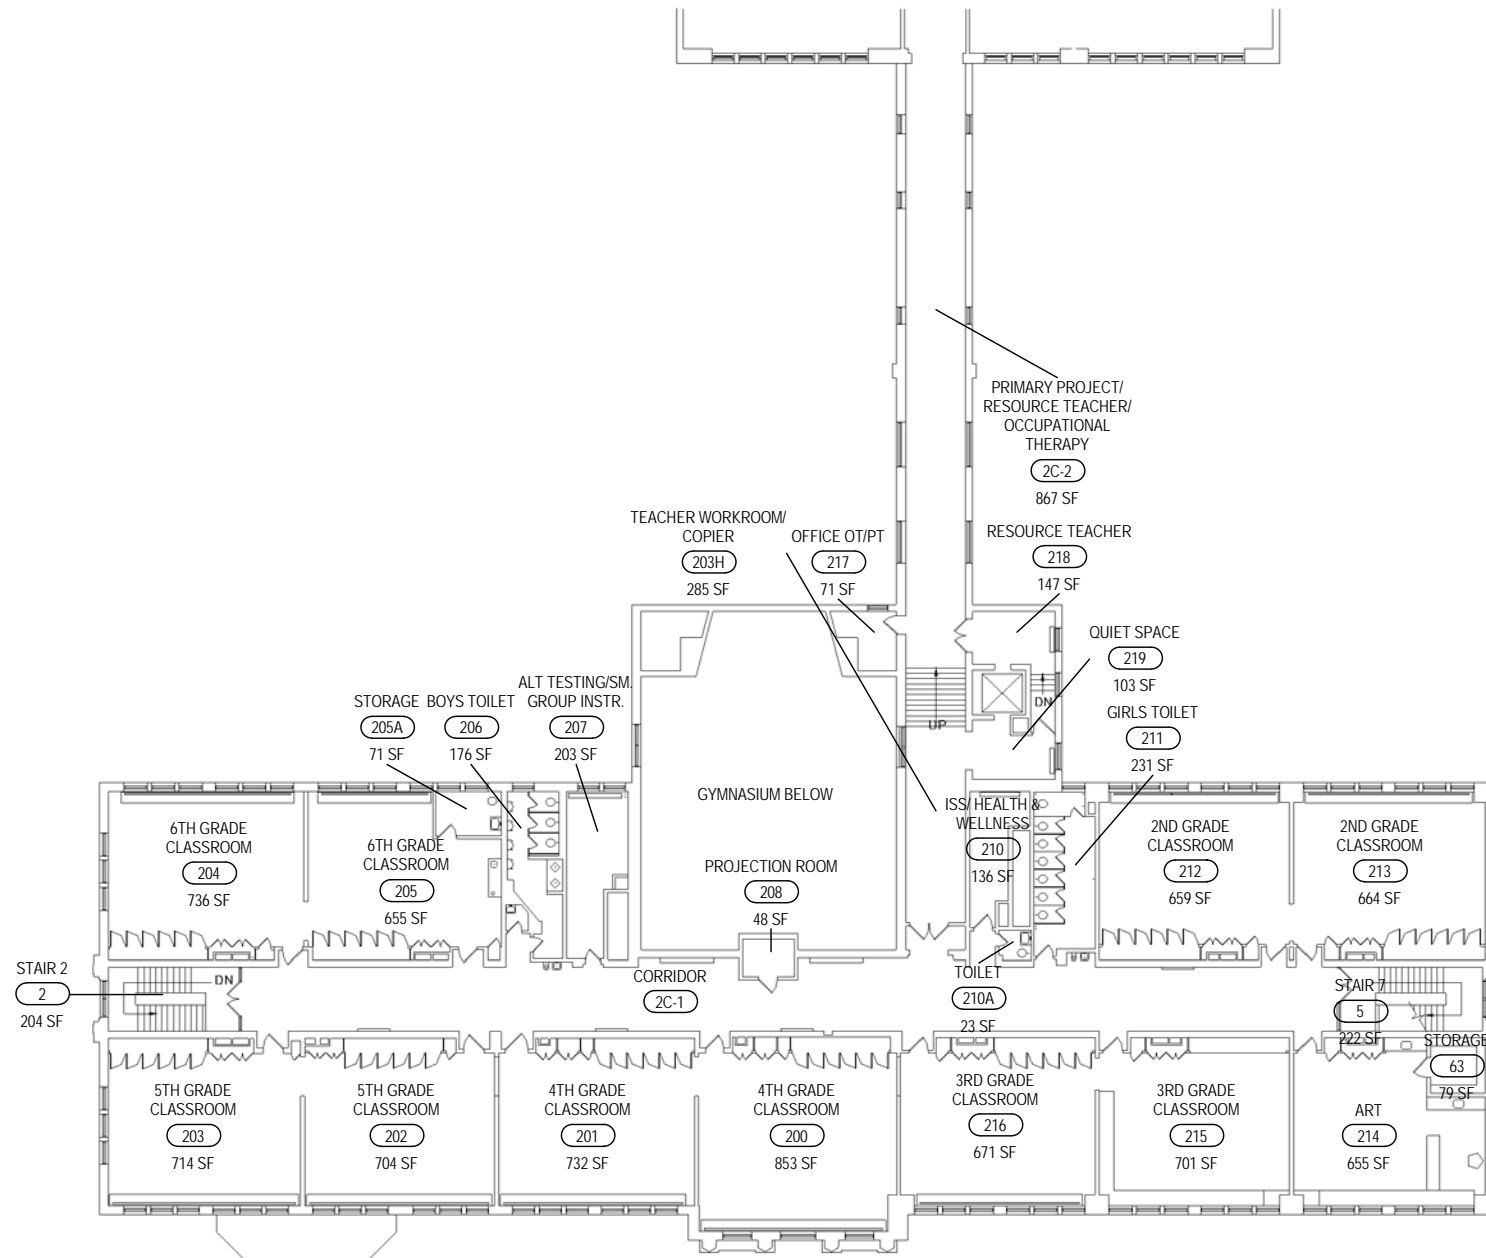 PRIMARY PROJECT/
RESOURCE TEACHER/
OCCUPATIONAL
THERAPY
2C-2
867 SF
TEACHER WORKROOM/
COPIER
203H
285 SF
OFFICE OT/PT
217
71 SF
RESOURCE TEACHER
218
147 SF
QUIET SPACE
219
103 SF
GIRLS TOILET
211
231 SF
STORAGE
205A
71 SF
BOYS TOILET
206
176 SF
ALT TESTING/SM.
GROUP INSTR.
207
203 SF
UP
DN
GYMNASIUM BELOW
PROJECTION ROOM
208
48 SF
ISS/ HEALTH &
WELLNESS
210
136 SF
6TH GRADE
CLASSROOM
204
736 SF
6TH GRADE
CLASSROOM
205
655 SF
2ND GRADE
CLASSROOM
212
659 SF
2ND GRADE
CLASSROOM
213
664 SF
STAIR 2
2
204 SF
DN
CORRIDOR
2C-1
TOILET
210A
23 SF
STAIR 7
5
222 SF
STORAGE
63
79 SF
5TH GRADE
CLASSROOM
203
714 SF
5TH GRADE
CLASSROOM
202
704 SF
4TH GRADE
CLASSROOM
201
732 SF
4TH GRADE
CLASSROOM
200
853 SF
3RD GRADE
CLASSROOM
216
671 SF
3RD GRADE
CLASSROOM
215
701 SF
ART
214
655 SF